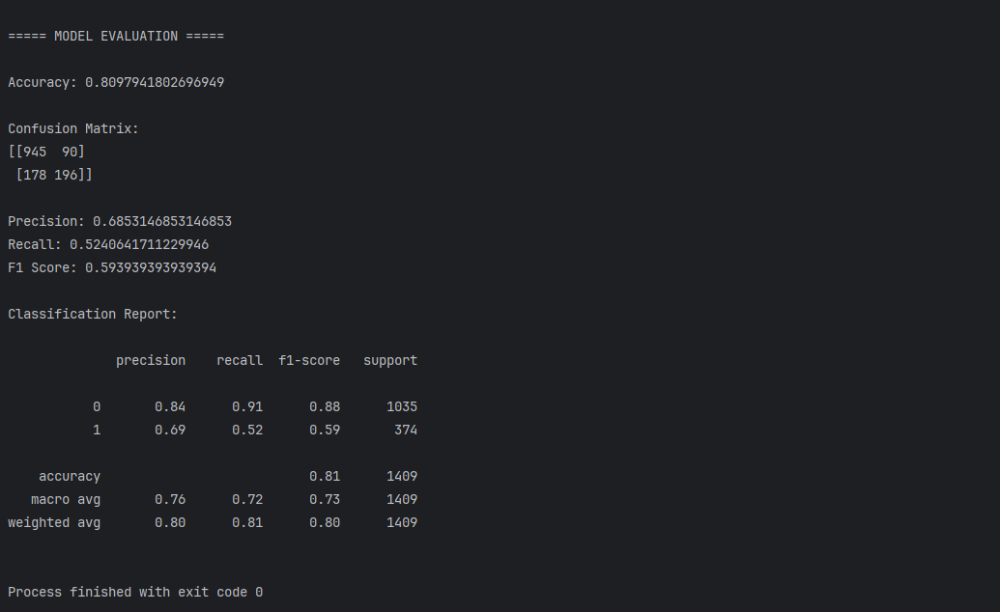 ===== MODEL EVALUATION =====
Accuracy: 0.8097941802696949
Confusion Matrix:
[[945  90]
 [178 196]]
Precision: 0.6853146853146853
Recall: 0.5240641711229946
F1 Score: 0.593939393939394
Classification Report:
              precision    recall  f1-score   support
           0       0.84      0.91      0.88      1035
           1       0.69      0.52      0.59       374
    accuracy                           0.81      1409
   macro avg       0.76      0.72      0.73      1409
weighted avg       0.80      0.81      0.80      1409
Process finished with exit code 0